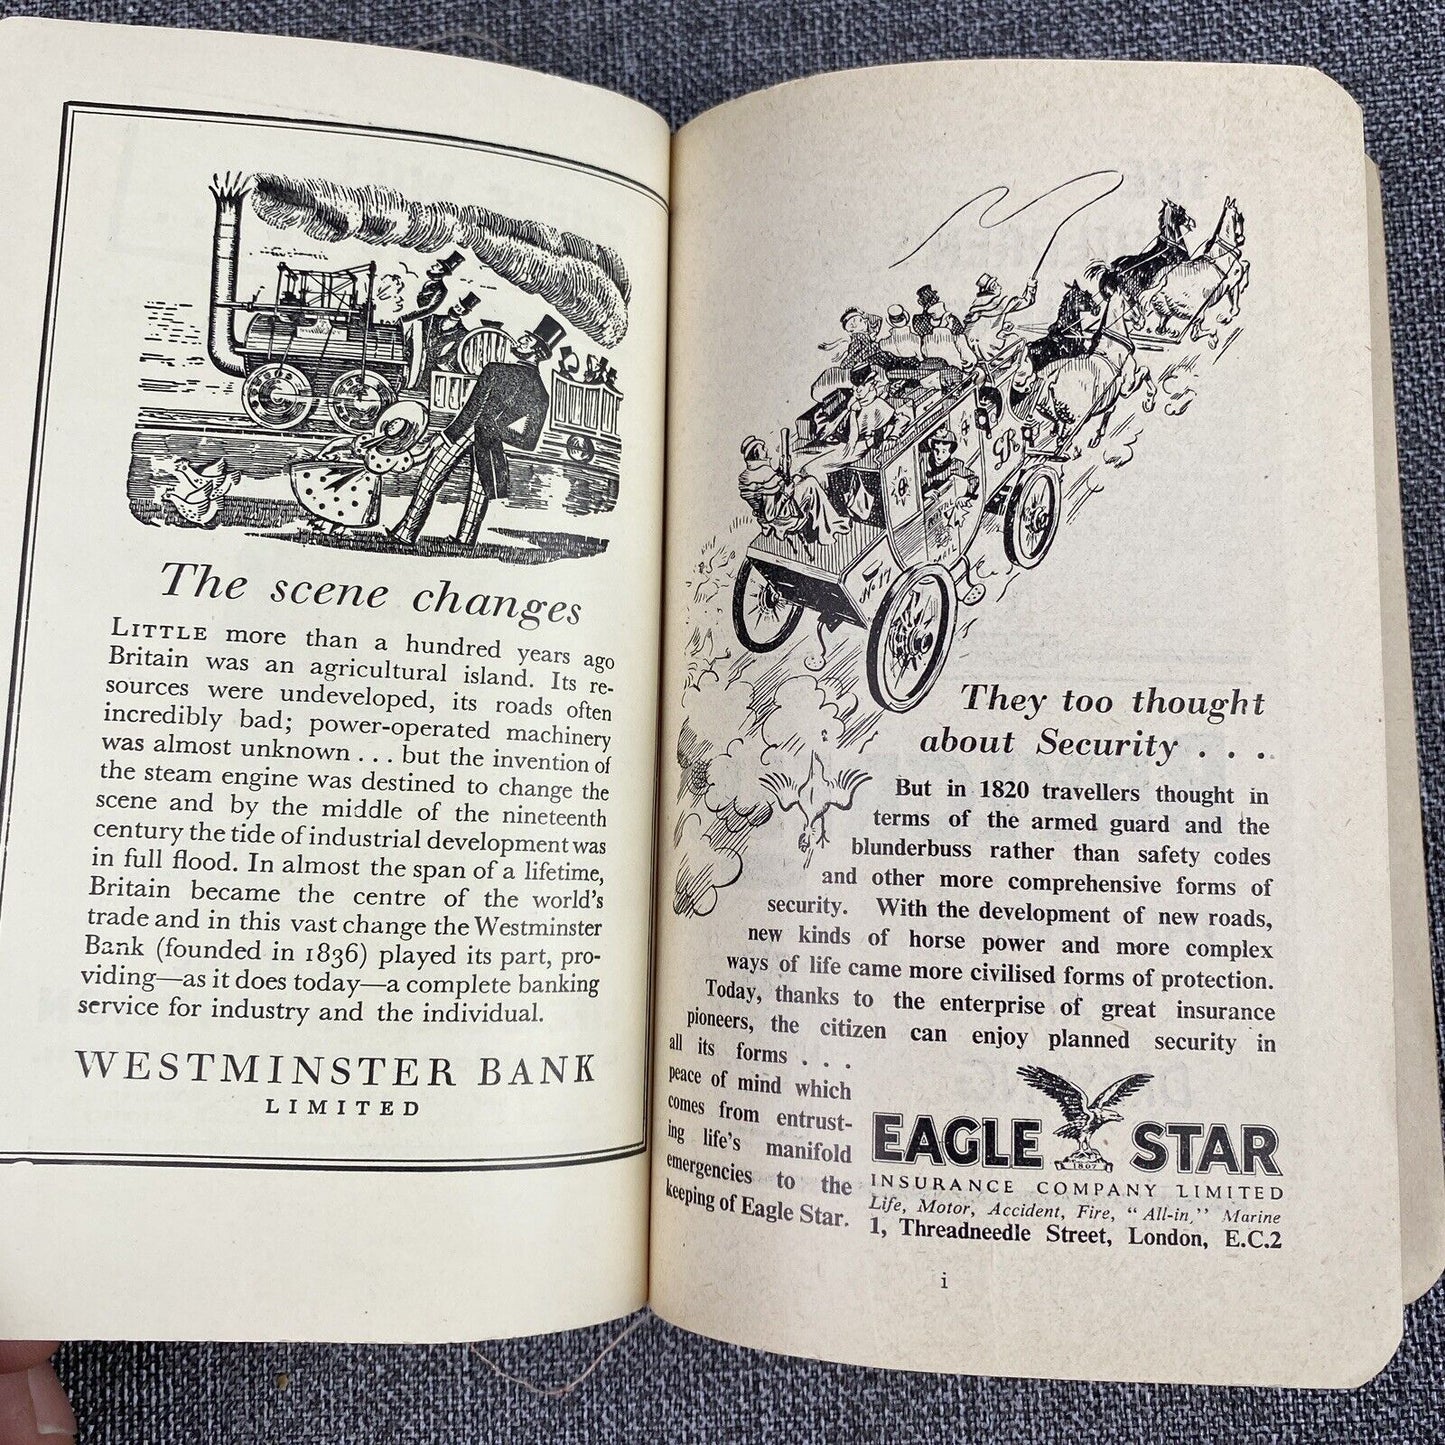 The scene changes
LITTLE more than a hundred years ago
Britain was an agricultural island. Its re-
sources were undeveloped, its roads often
incredibly bad; power-operated machinery
was almost unknown . . . but the invention of
the steam engine was destined to change the
scene and by the middle of the nineteenth
century the tide of industrial development was
in full flood. In almost the span of a lifetime,
Britain became the centre of the world's
trade and in this vast change the Westminster
Bank (founded in 1836) played its part, pro-
viding—as it does today—a complete banking
service for industry and the individual.
WESTMINSTER BANK
LIMITED
GR
They too thought
about Security . . .
But in 1820 travellers thought in
terms of the armed guard and the
blunderbuss rather than safety codes
and other more comprehensive forms of
security. With the development of new roads,
new kinds of horse power and more complex
ways of life came more civilised forms of protection.
Today, thanks to the enterprise of great insurance
pioneers, the citizen can enjoy planned security in
all its forms . . .
peace of mind which
comes from entrust-
ing life's manifold
emergencies to the
keeping of Eagle Star.
EAGLE STAR
1807
INSURANCE COMPANY LIMITED
Life, Motor, Accident, Fire, "All-in," Marine
1, Threadneedle Street, London, E.C.2
i